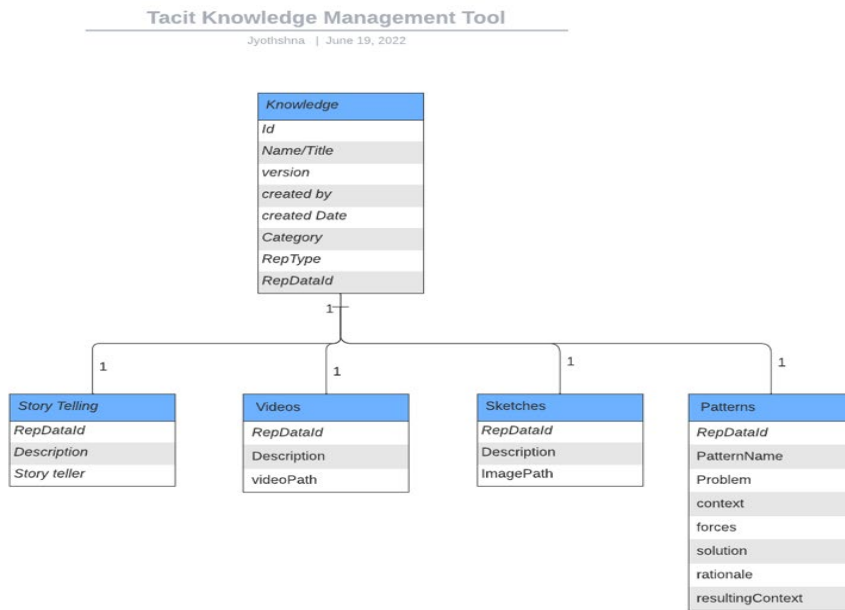 Tacit Knowledge Management Tool
Jyothshna | June 19, 2022
Knowledge
Id
Name/Title
version
created by
created Date
Category
RepType
RepDataId
1
1
1
1
1
Story Telling
RepDataId
Description
Story teller
Videos
RepDataId
Description
videoPath
Sketches
RepDataId
Description
ImagePath
Patterns
RepDataId
PatternName
Problem
context
forces
solution
rationale
resultingContext